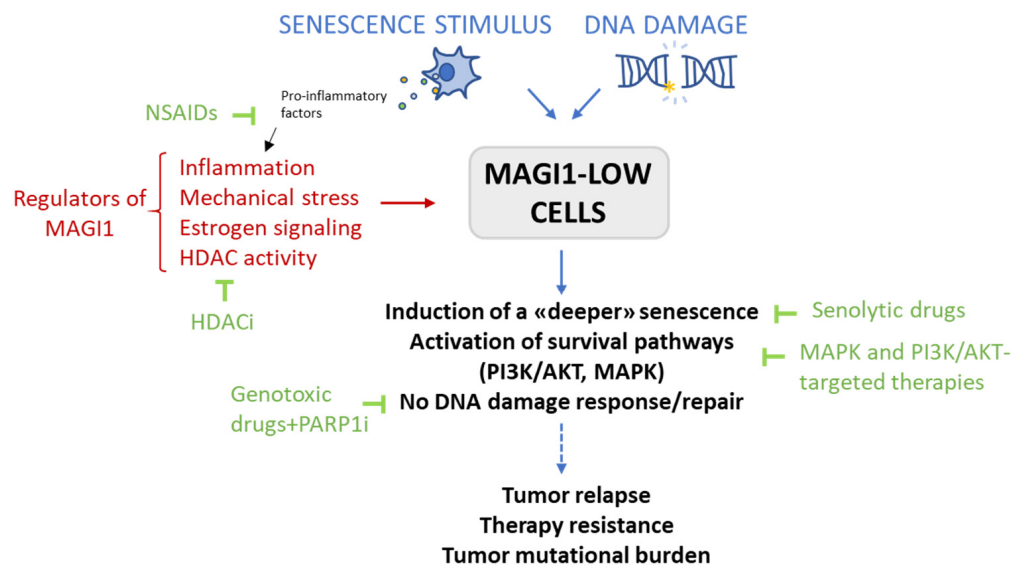 SENESCENCE STIMULUS
DNA DAMAGE
Pro-inflammatory
factors
NSAIDs
Inflammation
Mechanical stress
Estrogen signaling
HDAC activity
Regulators of
MAGI1
MAGI1-LOW
CELLS
HDACi
Induction of a «deeper» senescence
Activation of survival pathways
(PI3K/AKT, MAPK)
No DNA damage response/repair
Senolytic drugs
MAPK and PI3K/AKT-
targeted therapies
Genotoxic
drugs+PARP1i
Tumor relapse
Therapy resistance
Tumor mutational burden